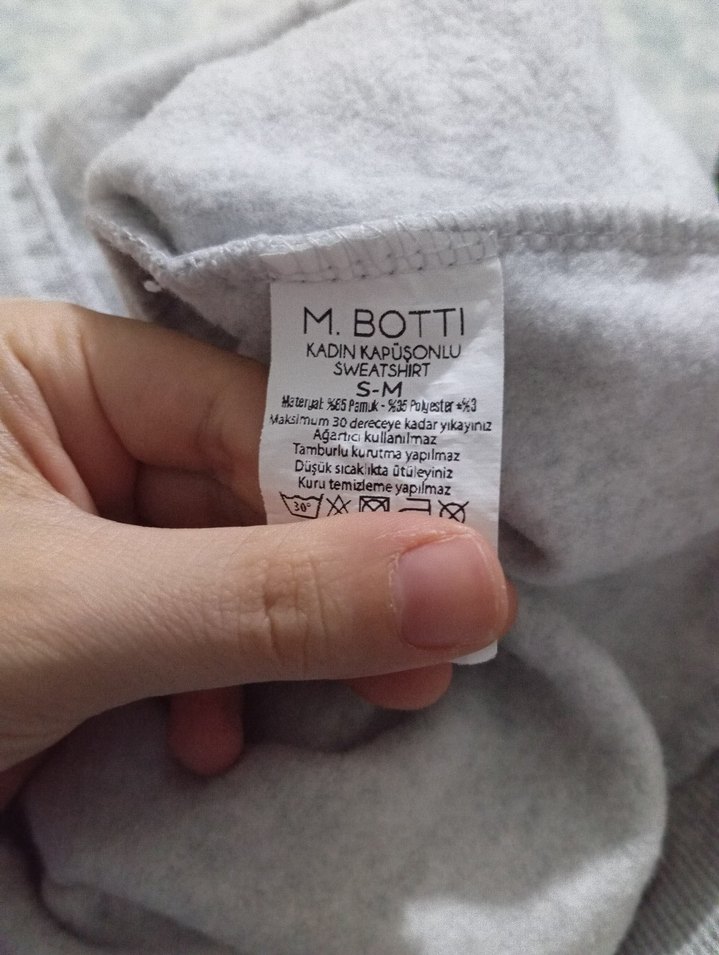 M. BOTTI
KADIN KAPÜŞONLU
SWEATSHIRT
S-M
Materyal: %65 Pamuk - %35 Polyester +%3
Maksimum 30 dereceye kadar yıkayınız
Ağartıcı kullanılmaz
Tamburlu kurutma yapılmaz
Düşük sıcaklıkta ütüleyiniz
Kuru temizleme yapılmaz
30°